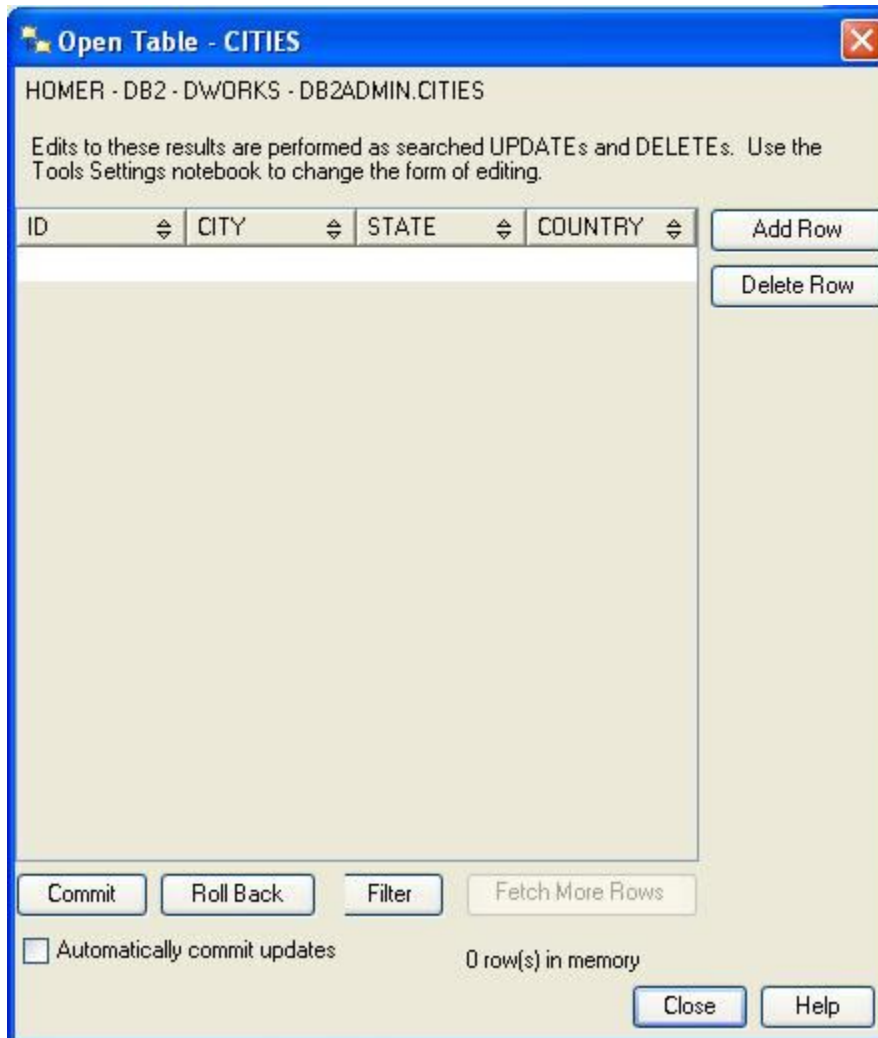 Open Table - CITIES
HOMER - DB2 - DWORKS - DB2ADMIN.CITIES
Edits to these results are performed as searched UPDATEs and DELETEs. Use the
Tools Settings notebook to change the form of editing.
ID CITY STATE COUNTRY
Add Row
Delete Row
Commit Roll Back Filter Fetch More Rows
Automatically commit updates
0 row(s) in memory
Close Help